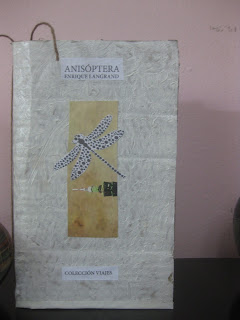 ANISÓPTERA
ENRIQUE LANGRAND
COLECCIÓN VIAJES